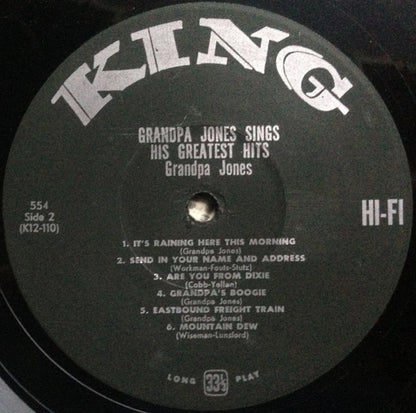 KING
GRANDPA JONES SINGS
HIS GREATEST HITS
Grandpa Jones
554
Side 2
(K12-110)
HI-FI
1. IT'S RAINING HERE THIS MORNING
(Grandpa Jones)
2. SEND IN YOUR NAME AND ADDRESS
(Workman-Fouts-Stutz)
3. ARE YOU FROM DIXIE
(Cobb-Yellan)
4. GRANDPA'S BOOGIE
(Grandpa Jones)
5. EASTBOUND FREIGHT TRAIN
(Grandpa Jones)
6. MOUNTAIN DEW
(Wiseman-Lunsford)
LONG 33⅓ PLAY